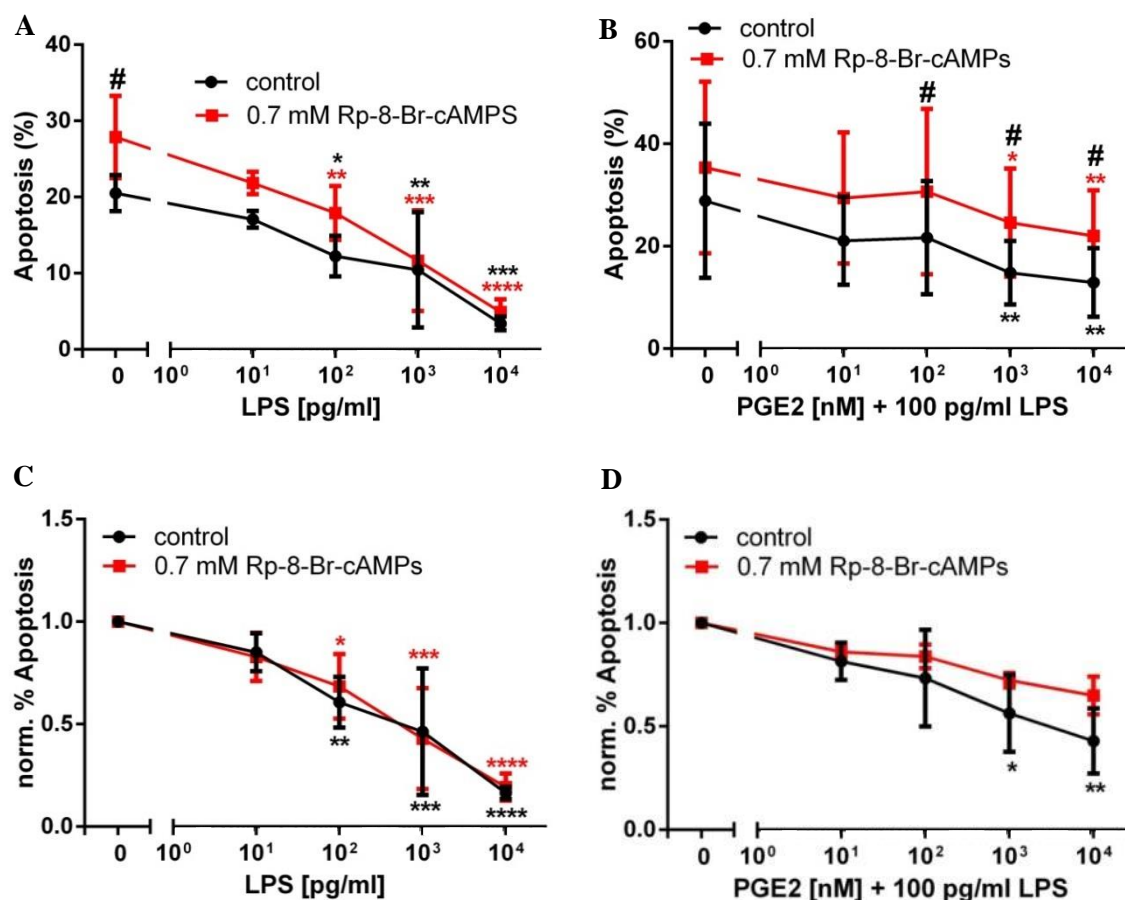 A
40
30
20
10
0
Apoptosis (%)
control
0.7 mM Rp-8-Br-cAMPS
#
*
**
**
***
***
****
0 10⁰ 10¹ 10² 10³ 10⁴
LPS [pg/ml]
B
60
40
20
0
Apoptosis (%)
control
0.7 mM Rp-8-Br-cAMPs
#
#
#
*
**
**
**
0 10⁰ 10¹ 10² 10³ 10⁴
PGE2 [nM] + 100 pg/ml LPS
C
1.5
1.0
0.5
0.0
norm. % Apoptosis
control
0.7 mM Rp-8-Br-cAMPs
*
***
****
**
***
****
0 10⁰ 10¹ 10² 10³ 10⁴
LPS [pg/ml]
D
1.5
1.0
0.5
0.0
norm. % Apoptosis
control
0.7 mM Rp-8-Br-cAMPs
*
**
0 10⁰ 10¹ 10² 10³ 10⁴
PGE2 [nM] + 100 pg/ml LPS